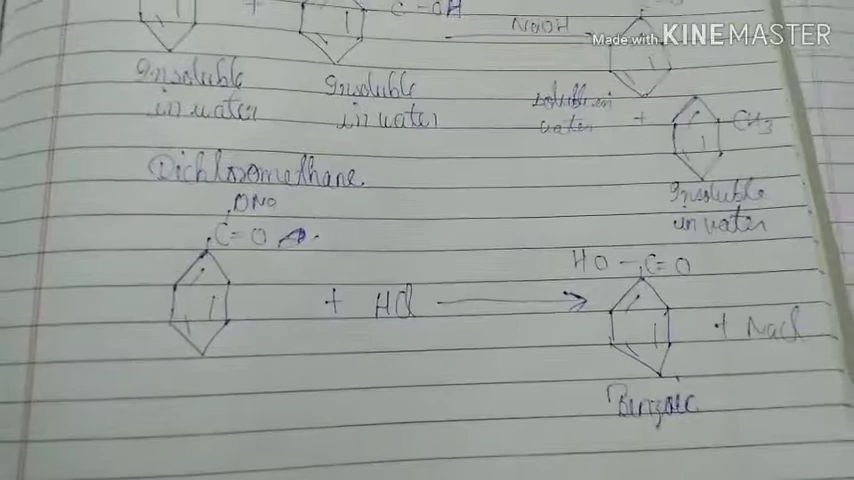 + C - OH
NaOH
Made with KINEMASTER
Insoluble in water
Insoluble in water
soluble in water
+ CH3
Insoluble in water
Dichloromethane.
ONa
C = O
+ HCl
HO - C = O
+ NaCl
Benzoic